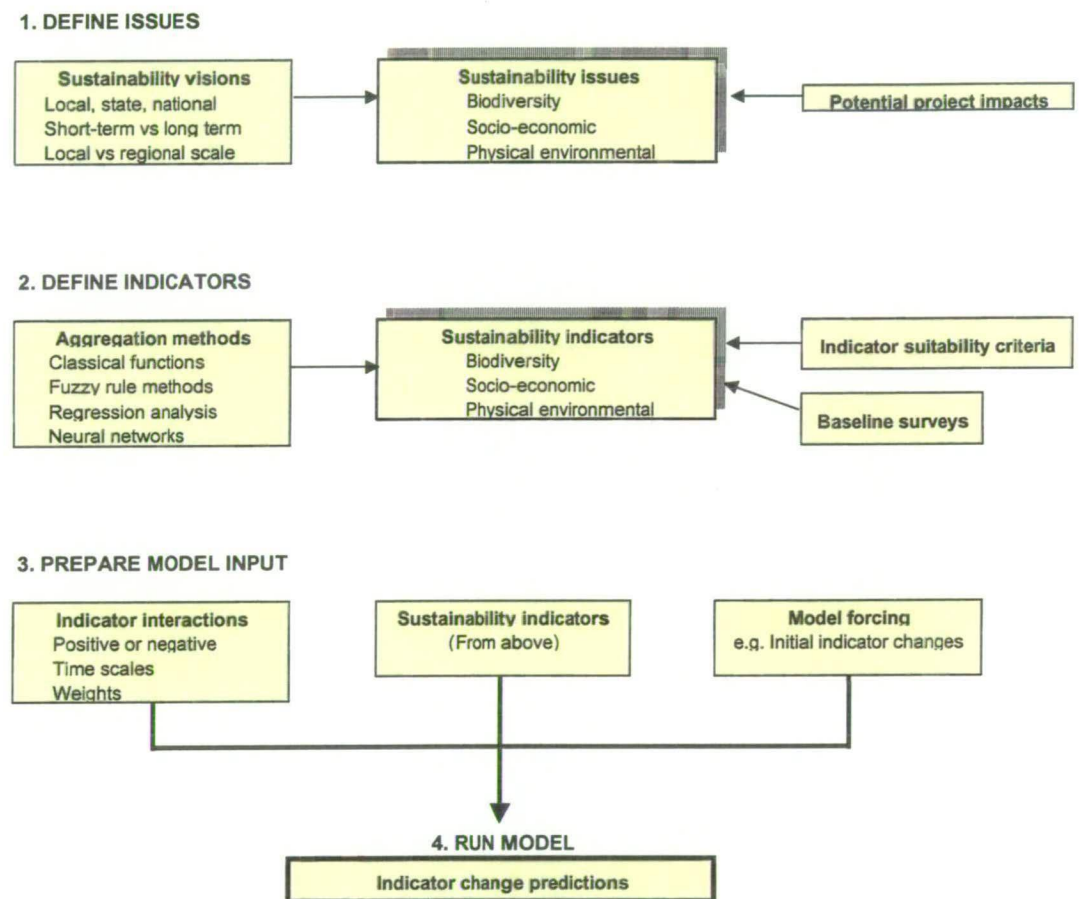 1. DEFINE ISSUES
Sustainability visions
Local, state, national
Short-term vs long term
Local vs regional scale
Sustainability issues
Biodiversity
Socio-economic
Physical environmental
Potential project impacts
2. DEFINE INDICATORS
Aggregation methods
Classical functions
Fuzzy rule methods
Regression analysis
Neural networks
Sustainability indicators
Biodiversity
Socio-economic
Physical environmental
Indicator suitability criteria
Baseline surveys
3. PREPARE MODEL INPUT
Indicator interactions
Positive or negative
Time scales
Weights
Sustainability indicators
(From above)
Model forcing
e.g. Initial indicator changes
4. RUN MODEL
Indicator change predictions